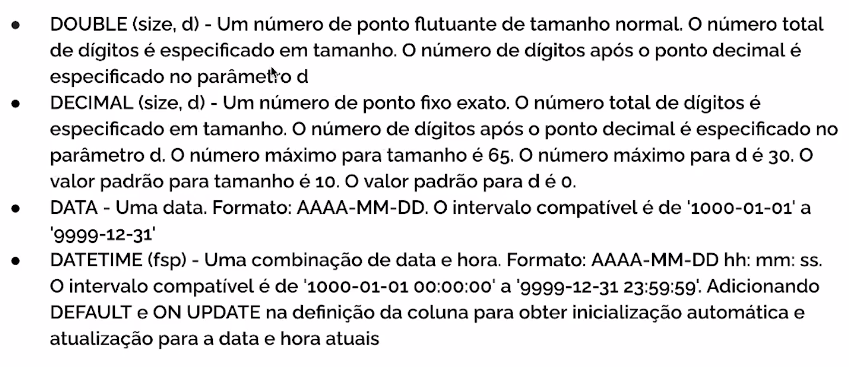 ● DOUBLE (size, d) - Um número de ponto flutuante de tamanho normal. O número total
de dígitos é especificado em tamanho. O número de dígitos após o ponto decimal é
especificado no parâmetro d
● DECIMAL (size, d) - Um número de ponto fixo exato. O número total de dígitos é
especificado em tamanho. O número de dígitos após o ponto decimal é especificado no
parâmetro d. O número máximo para tamanho é 65. O número máximo para d é 30. O
valor padrão para tamanho é 10. O valor padrão para d é 0.
● DATA - Uma data. Formato: AAAA-MM-DD. O intervalo compatível é de '1000-01-01' a
'9999-12-31'
● DATETIME (fsp) - Uma combinação de data e hora. Formato: AAAA-MM-DD hh: mm: ss.
O intervalo compatível é de '1000-01-01 00:00:00' a '9999-12-31 23:59:59'. Adicionando
DEFAULT e ON UPDATE na definição da coluna para obter inicialização automática e
atualização para a data e hora atuais